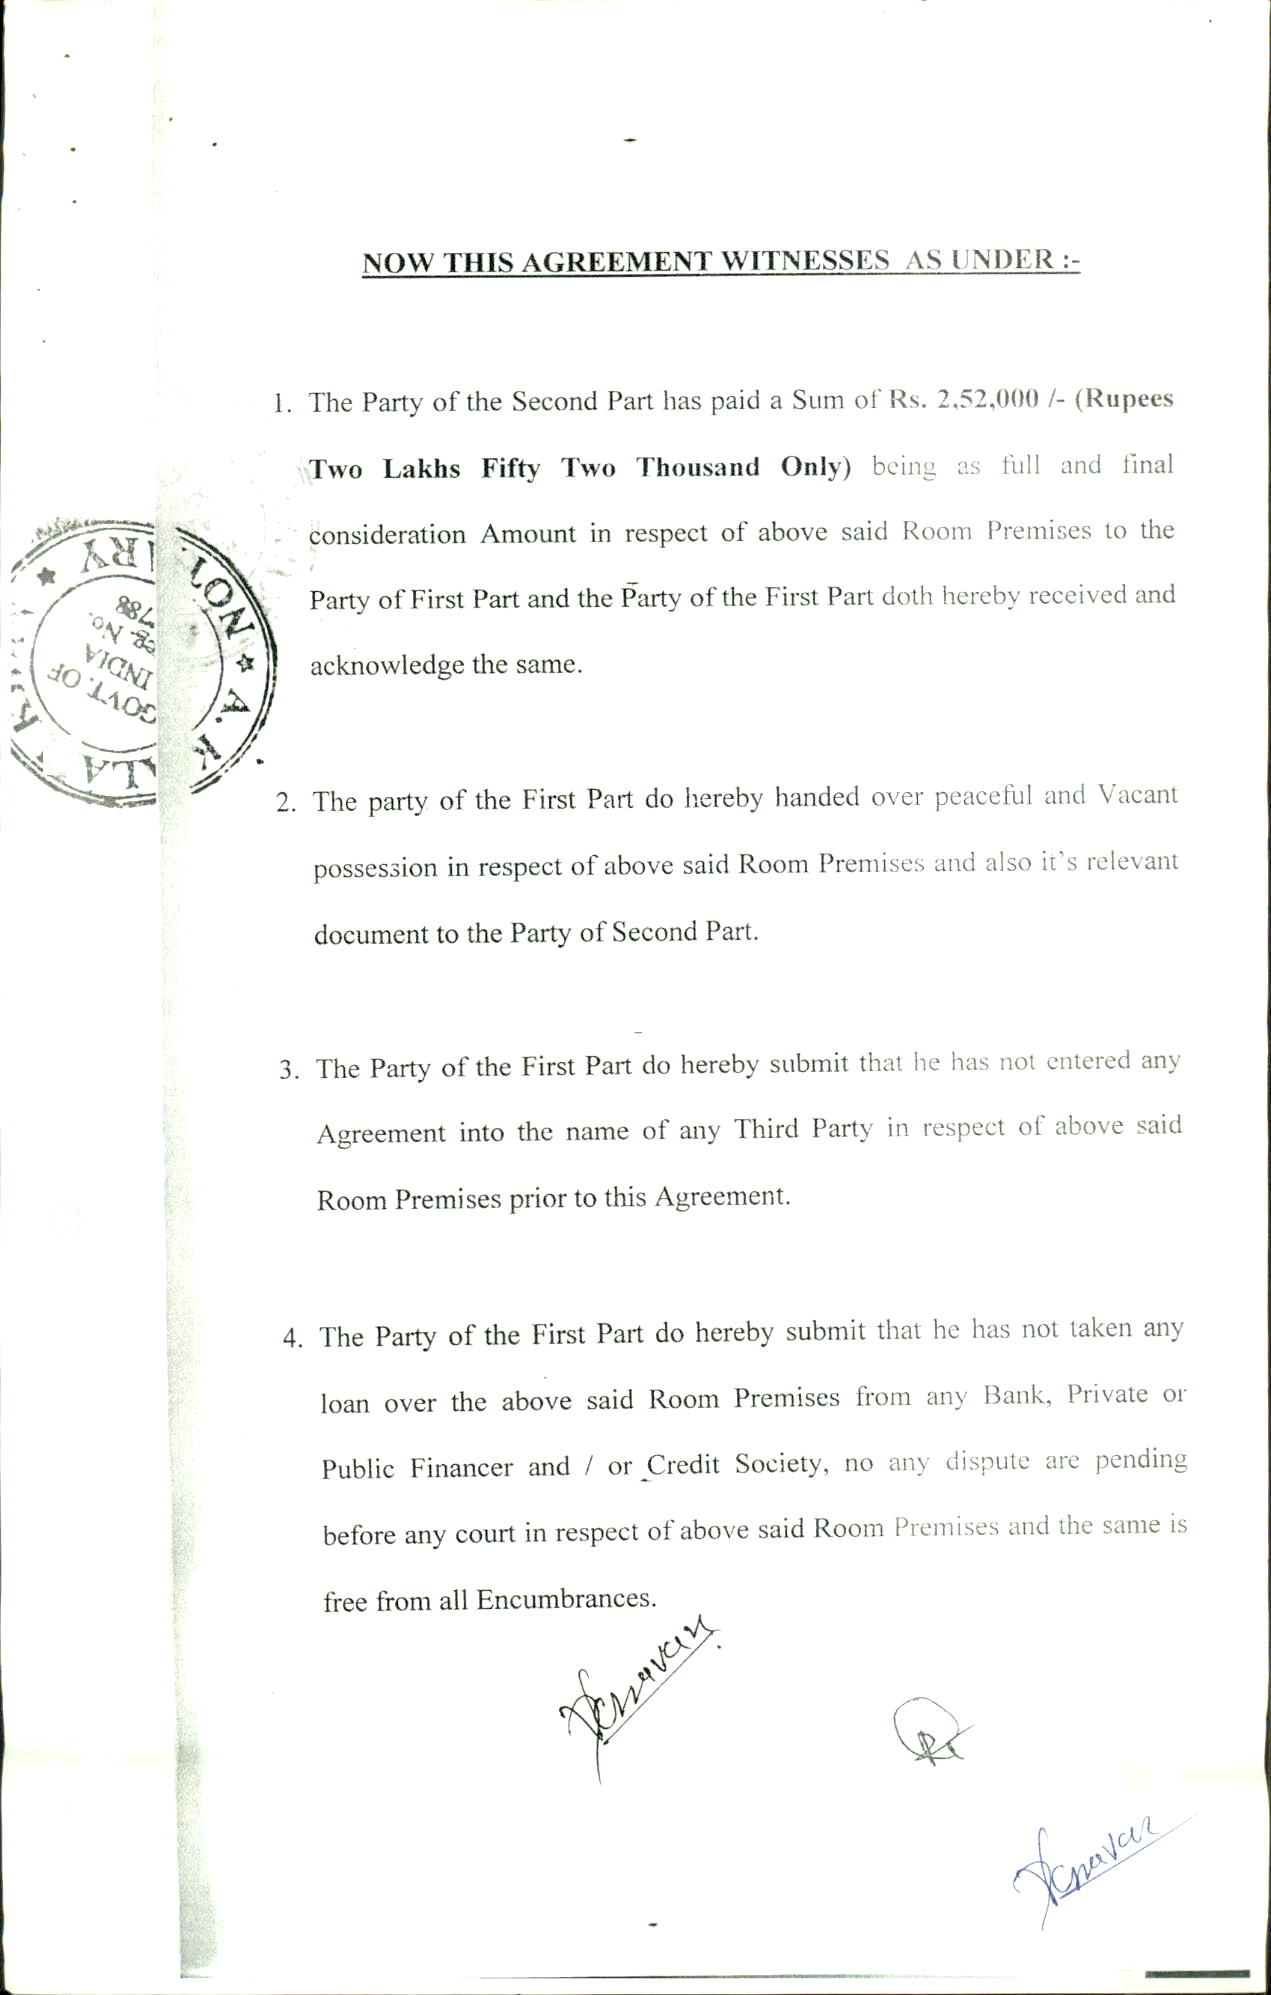 NOW THIS AGREEMENT WITNESSES AS UNDER :-
1. The Party of the Second Part has paid a Sum of Rs. 2,52,000 /- (Rupees
Two Lakhs Fifty Two Thousand Only) being as full and final
consideration Amount in respect of above said Room Premises to the
Party of First Part and the Party of the First Part doth hereby received and
acknowledge the same.
NOTARY
A. K.
GOVT. OF
INDIA
No.
788
2. The party of the First Part do hereby handed over peaceful and Vacant
possession in respect of above said Room Premises and also it's relevant
document to the Party of Second Part.
3. The Party of the First Part do hereby submit that he has not entered any
Agreement into the name of any Third Party in respect of above said
Room Premises prior to this Agreement.
4. The Party of the First Part do hereby submit that he has not taken any
loan over the above said Room Premises from any Bank, Private or
Public Financer and / or Credit Society, no any dispute are pending
before any court in respect of above said Room Premises and the same is
free from all Encumbrances.